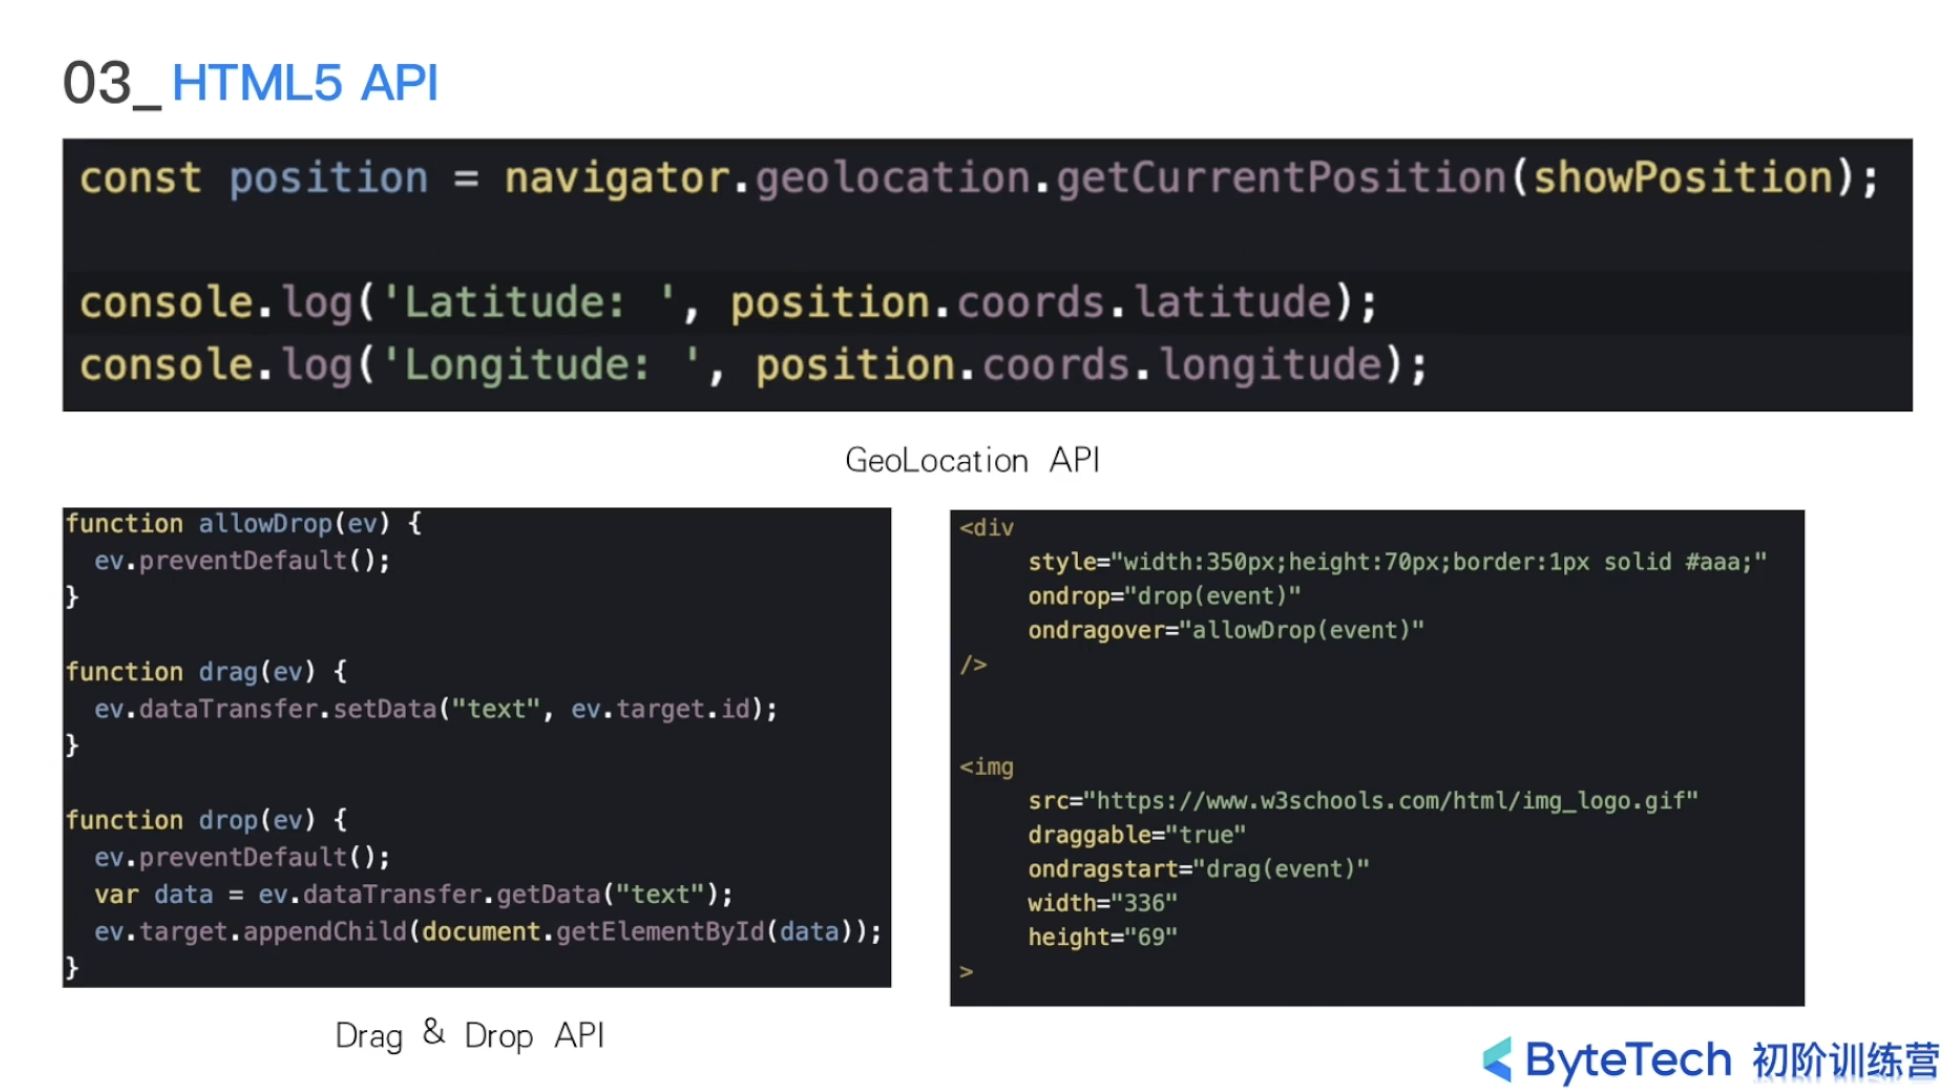 03_ HTML5 API
const position = navigator.geolocation.getCurrentPosition(showPosition);
console.log('Latitude: ', position.coords.latitude);
console.log('Longitude: ', position.coords.longitude);
GeoLocation API
function allowDrop(ev) {
  ev.preventDefault();
}
function drag(ev) {
  ev.dataTransfer.setData("text", ev.target.id);
}
function drop(ev) {
  ev.preventDefault();
  var data = ev.dataTransfer.getData("text");
  ev.target.appendChild(document.getElementById(data));
}
Drag & Drop API
<div
     style="width:350px;height:70px;border:1px solid #aaa;"
     ondrop="drop(event)"
     ondragover="allowDrop(event)"
/>
<img
     src="https://www.w3schools.com/html/img_logo.gif"
     draggable="true"
     ondragstart="drag(event)"
     width="336"
     height="69"
>
ByteTech 初阶训练营